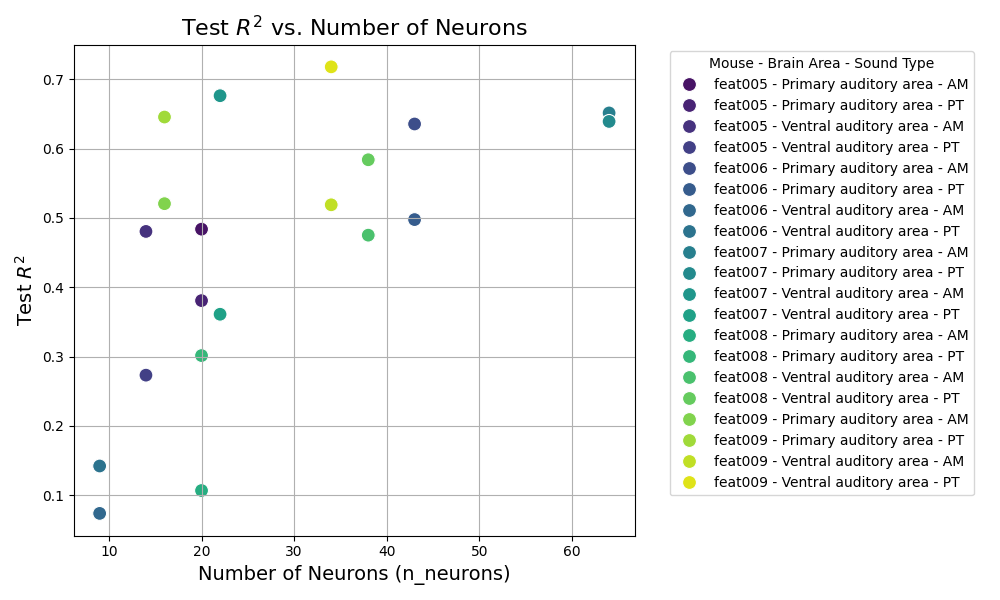 Test R² vs. Number of Neurons
Test R²
0.7
0.6
0.5
0.4
0.3
0.2
0.1
10 20 30 40 50 60
Number of Neurons (n_neurons)
Mouse - Brain Area - Sound Type
feat005 - Primary auditory area - AM
feat005 - Primary auditory area - PT
feat005 - Ventral auditory area - AM
feat005 - Ventral auditory area - PT
feat006 - Primary auditory area - AM
feat006 - Primary auditory area - PT
feat006 - Ventral auditory area - AM
feat006 - Ventral auditory area - PT
feat007 - Primary auditory area - AM
feat007 - Primary auditory area - PT
feat007 - Ventral auditory area - AM
feat007 - Ventral auditory area - PT
feat008 - Primary auditory area - AM
feat008 - Primary auditory area - PT
feat008 - Ventral auditory area - AM
feat008 - Ventral auditory area - PT
feat009 - Primary auditory area - AM
feat009 - Primary auditory area - PT
feat009 - Ventral auditory area - AM
feat009 - Ventral auditory area - PT